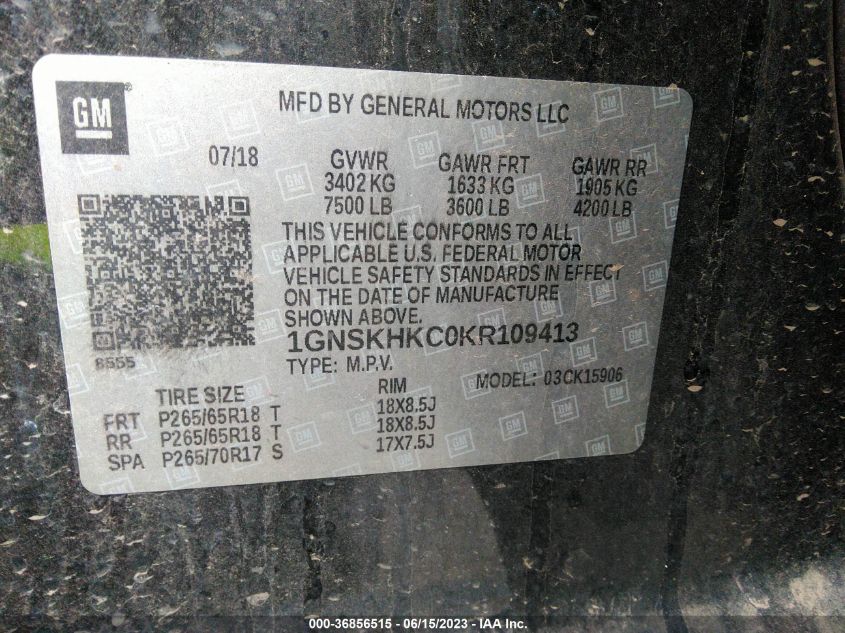 GM
MFD BY GENERAL MOTORS LLC
07/18 GVWR GAWR FRT GAWR RR
3402 KG 1633 KG 1905 KG
7500 LB 3600 LB 4200 LB
THIS VEHICLE CONFORMS TO ALL
APPLICABLE U.S. FEDERAL MOTOR
VEHICLE SAFETY STANDARDS IN EFFECT
ON THE DATE OF MANUFACTURE
SHOWN ABOVE.
8555 1GNSKHKC0KR109413
TYPE: M.P.V. MODEL: 03CK15906
TIRE SIZE RIM
FRT P265/65R18 T 18X8.5J
RR P265/65R18 T 18X8.5J
SPA P265/70R17 S 17X7.5J
000-36856515 - 06/15/2023 - IAA Inc.